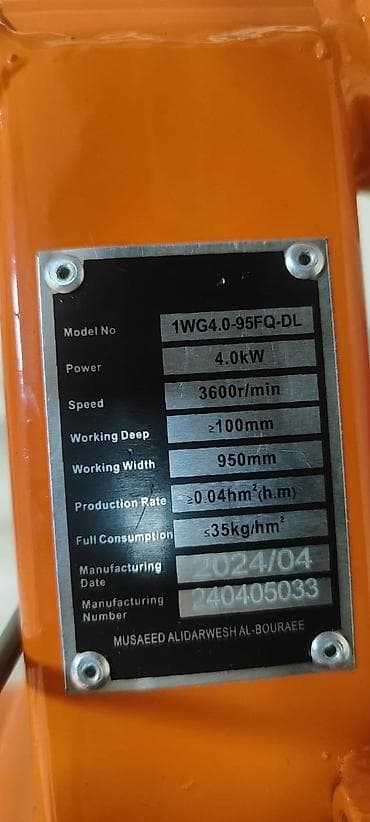 Model No 1WG4.0-95FQ-DL
Power 4.0kW
Speed 3600r/min
Working Deep ≥100mm
Working Width 950mm
Production Rate ≥0.04hm²(h.m)
Full Consumption ≤35kg/hm²
Manufacturing Date 2024/04
Manufacturing Number 240405033
MUSAEED ALIDARWESH AL-BOURAEE